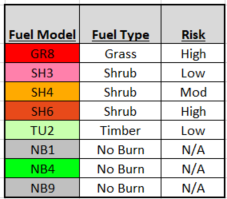 Fuel Model Fuel Type Risk
GR8 Grass High
SH3 Shrub Low
SH4 Shrub Mod
SH6 Shrub High
TU2 Timber Low
NB1 No Burn N/A
NB4 No Burn N/A
NB9 No Burn N/A